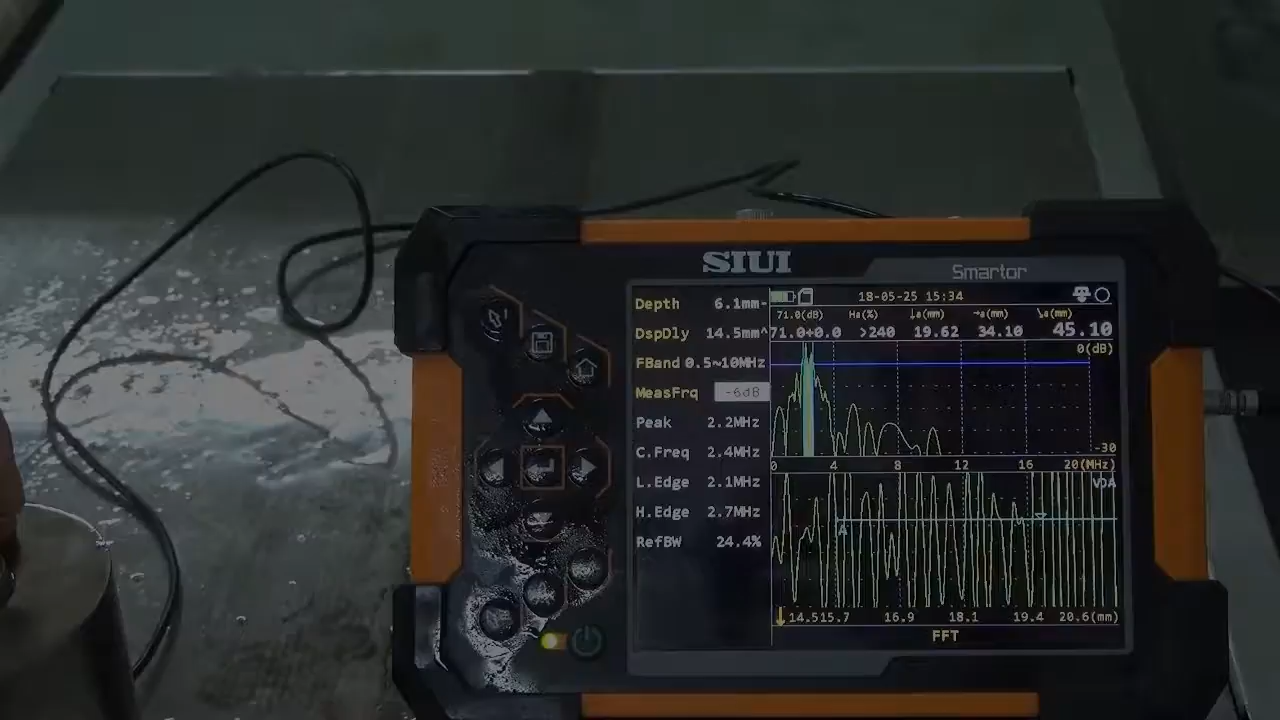 SIUI
Smartor
Depth 6.1mm-
DspDly 14.5mm^
FBand 0.5~10MHz
MeasFrq -6dB
Peak 2.2MHz
C.Freq 2.4MHz
L.Edge 2.1MHz
H.Edge 2.7MHz
RefBW 24.4%
18-05-25 15:34
71.0(dB) Ha(%) ↓a(mm) →a(mm) ↘a(mm)
71.0+0.0 >240 19.62 34.10 45.10
0(dB)
-30
0 4 8 12 16 20(MHz)
VDA
A
14.5 15.7 16.9 18.1 19.4 20.6(mm)
FFT